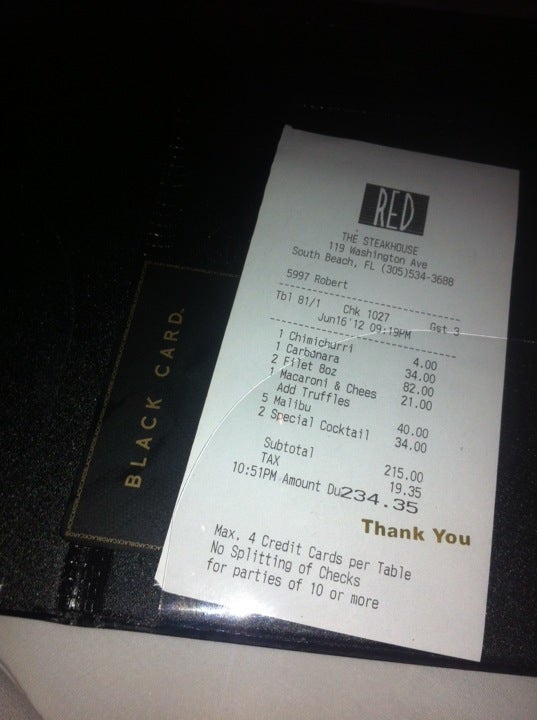 RED
THE STEAKHOUSE
119 Washington Ave
South Beach, FL (305)534-3688
5997 Robert
Tbl 81/1 Chk 1027 Gst 3
Jun16'12 09:19PM
1 Chimichurri 4.00
1 Carbonara 34.00
2 Filet 8oz 82.00
1 Macaroni & Chees 21.00
Add Truffles
5 Malibu 40.00
2 Special Cocktail 34.00
Subtotal 215.00
TAX 19.35
10:51PM Amount Du234.35
Thank You
Max. 4 Credit Cards per Table
No Splitting of Checks
for parties of 10 or more
BLACK CARD.